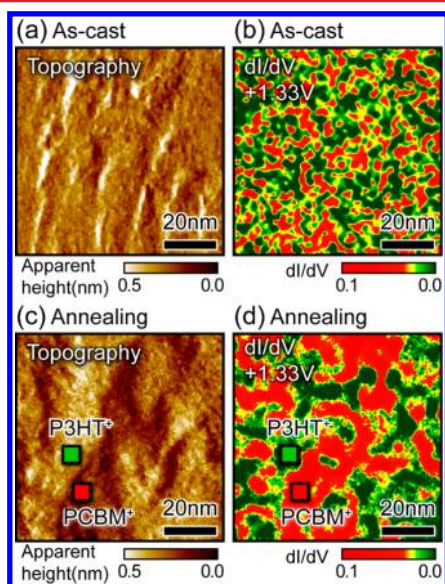 (a) As-cast
(b) As-cast
Topography
dI/dV
+1.33V
20nm
20nm
Apparent
height(nm)
0.5
0.0
dI/dV
0.1
0.0
(c) Annealing
(d) Annealing
Topography
dI/dV
+1.33V
P3HT⁺
P3HT⁺
PCBM⁺
PCBM⁺
20nm
20nm
Apparent
height(nm)
0.5
0.0
dI/dV
0.1
0.0